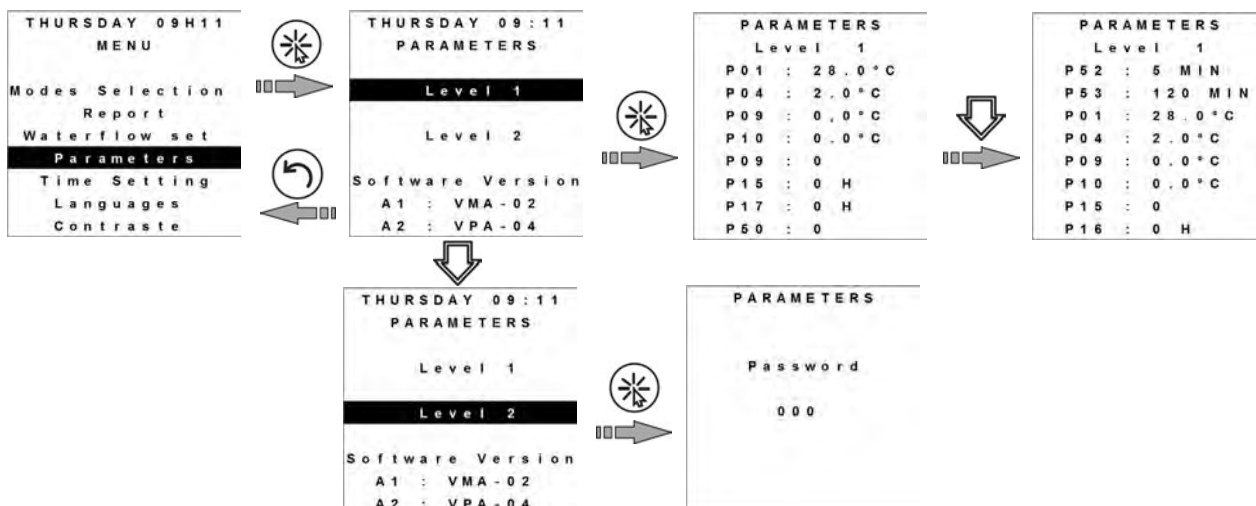 THURSDAY 09H11
MENU
Modes Selection
Report
Waterflow set
Parameters
Time Setting
Languages
Contraste
THURSDAY 09:11
PARAMETERS
Level 1
Level 2
Software Version
A1 : VMA-02
A2 : VPA-04
PARAMETERS
Level 1
P01 : 28.0°C
P04 : 2.0°C
P09 : 0,0°C
P10 : 0.0°C
P09 : 0
P15 : 0 H
P17 : 0 H
P50 : 0
PARAMETERS
Level 1
P52 : 5 MIN
P53 : 120 MIN
P01 : 28.0°C
P04 : 2.0°C
P09 : 0.0°C
P10 : 0.0°C
P15 : 0
P16 : 0 H
THURSDAY 09:11
PARAMETERS
Level 1
Level 2
Software Version
A1 : VMA-02
A2 : VPA-04
PARAMETERS
Password
000